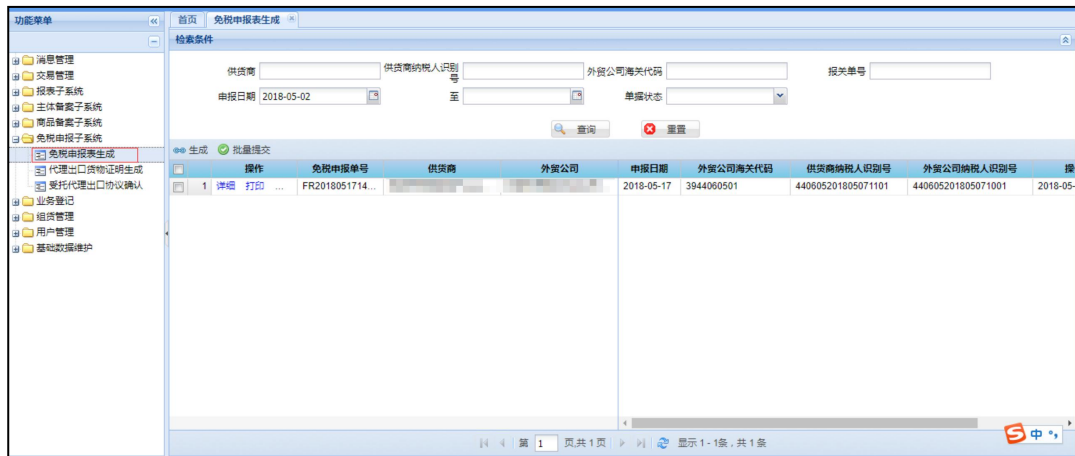 功能菜单
首页 免税申报表生成
检索条件
消息管理
交易管理
报表子系统
主体备案子系统
商品备案子系统
免税申报子系统
免税申报表生成
代理出口货物证明生成
受托代理出口协议确认
业务登记
组货管理
用户管理
基础数据维护
供货商 供货商纳税人识别号 外贸公司海关代码 报关单号
申报日期 2018-05-02 至 单据状态
查询 重置
生成 批量提交
操作 免税申报单号 供货商 外贸公司 申报日期 外贸公司海关代码 供货商纳税人识别号 外贸公司纳税人识别号 操
1 详细 打印 ... FR2018051714... 2018-05-17 3944060501 440605201805071101 440605201805071001 2018-05-
第 1 页,共 1 页 显示 1 - 1条，共 1 条
中